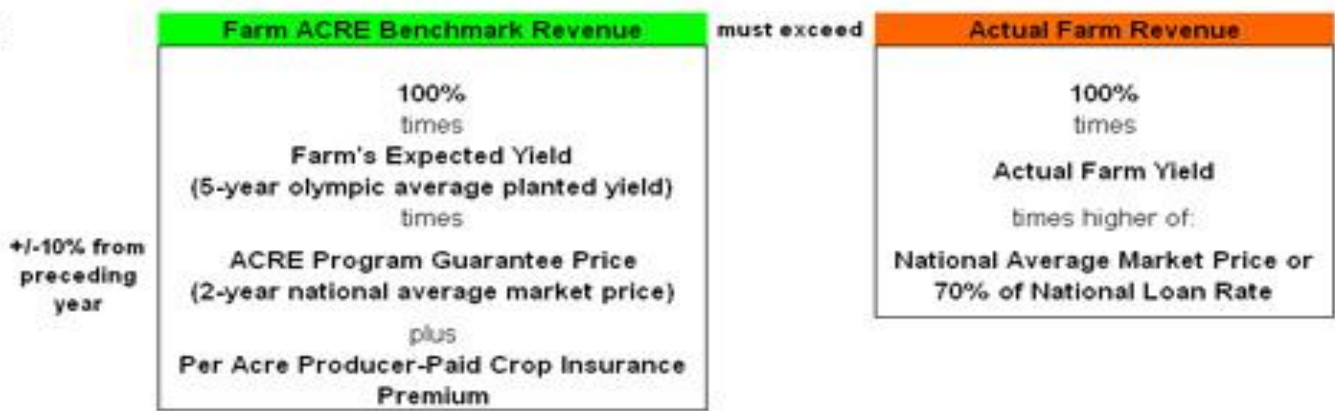 Farm ACRE Benchmark Revenue
must exceed
Actual Farm Revenue
+/-10% from
preceding
year
100%
times
Farm's Expected Yield
(5-year olympic average planted yield)
times
ACRE Program Guarantee Price
(2-year national average market price)
plus
Per Acre Producer-Paid Crop Insurance
Premium
100%
times
Actual Farm Yield
times higher of:
National Average Market Price or
70% of National Loan Rate